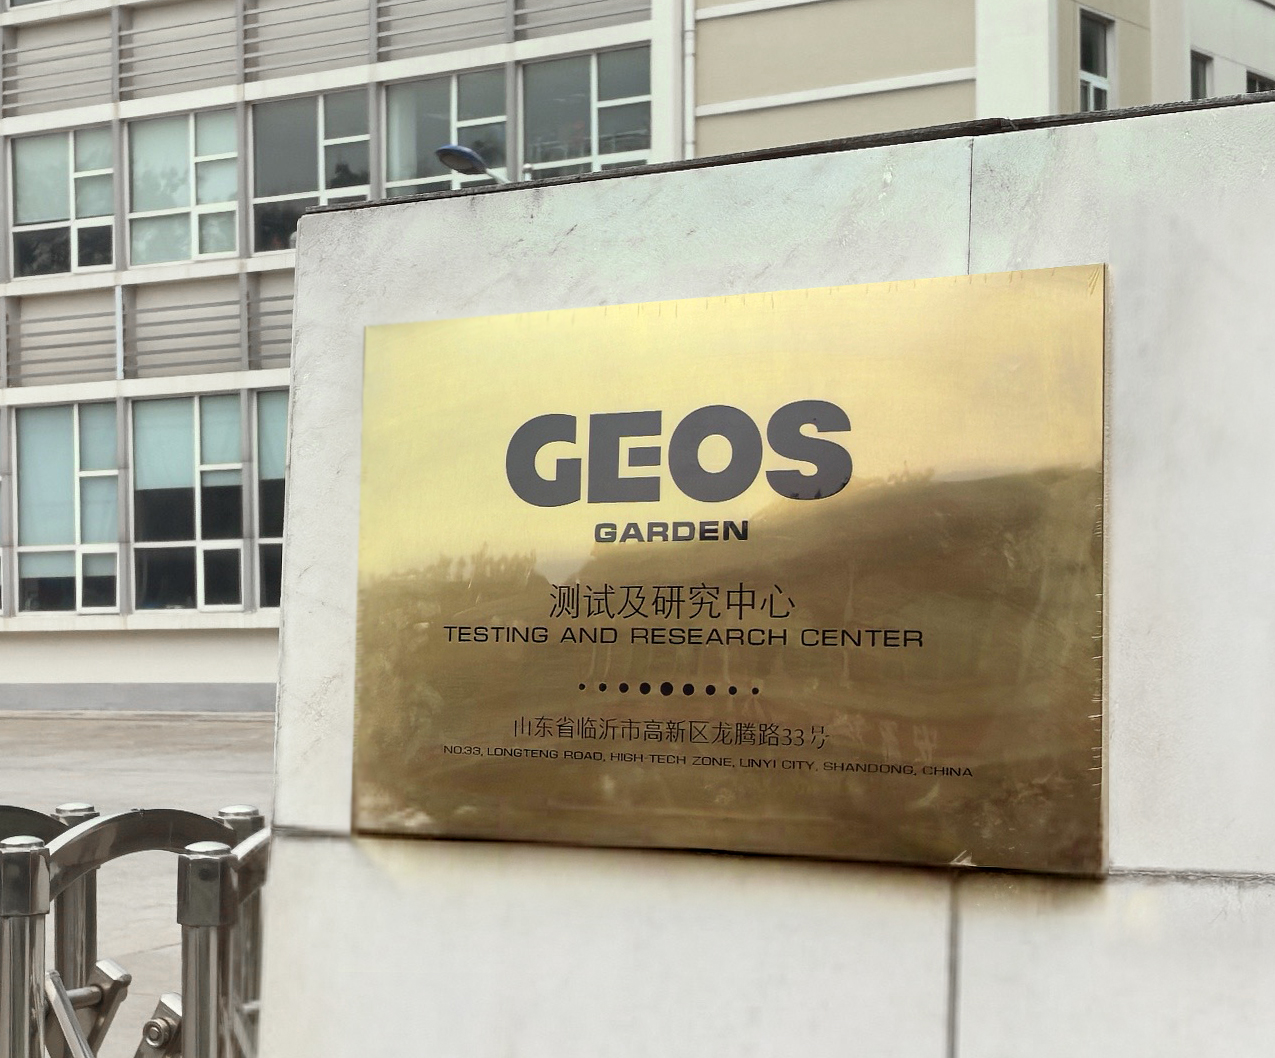 GEOS
GARDEN
测试及研究中心
TESTING AND RESEARCH CENTER
山东省临沂市高新区龙腾路33号
NO.33, LONGTENG ROAD, HIGH-TECH ZONE, LINYI CITY, SHANDONG, CHINA